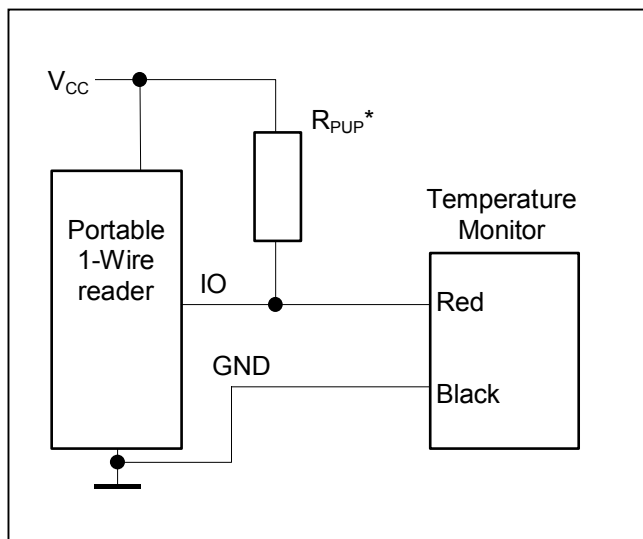 VCC
RPUP*
Portable
1-Wire
reader
IO
GND
Temperature
Monitor
Red
Black